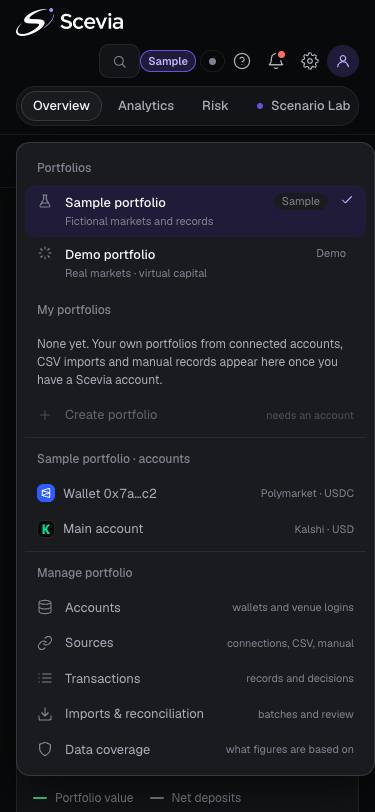 Scevia
Sample
Overview Analytics Risk Scenario Lab
Portfolios
Sample portfolio Sample
Fictional markets and records
Demo portfolio Demo
Real markets · virtual capital
My portfolios
None yet. Your own portfolios from connected accounts,
CSV imports and manual records appear here once you
have a Scevia account.
Create portfolio needs an account
Sample portfolio · accounts
Wallet 0x7a…c2 Polymarket · USDC
K Main account Kalshi · USD
Manage portfolio
Accounts wallets and venue logins
Sources connections, CSV, manual
Transactions records and decisions
Imports & reconciliation batches and review
Data coverage what figures are based on
Portfolio value Net deposits